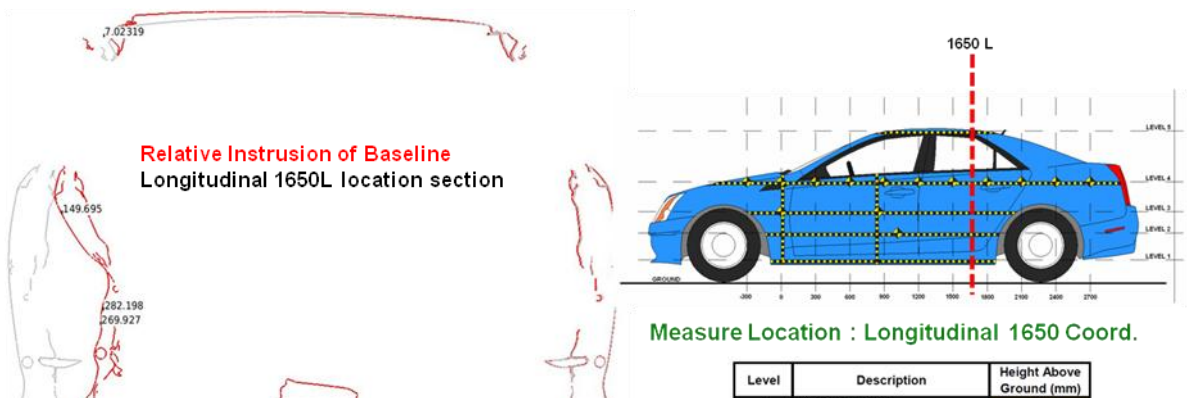 ,7.02319
Relative Instrusion of Baseline
Longitudinal 1650L location section
,149.695
,282.198
,269.927
1650 L
LEVEL 5
LEVEL 4
LEVEL 3
LEVEL 2
LEVEL 1
GROUND
-300 0 300 600 900 1200 1500 1800 2100 2400 2700
Measure Location : Longitudinal 1650 Coord.
Level Description Height Above
Ground (mm)